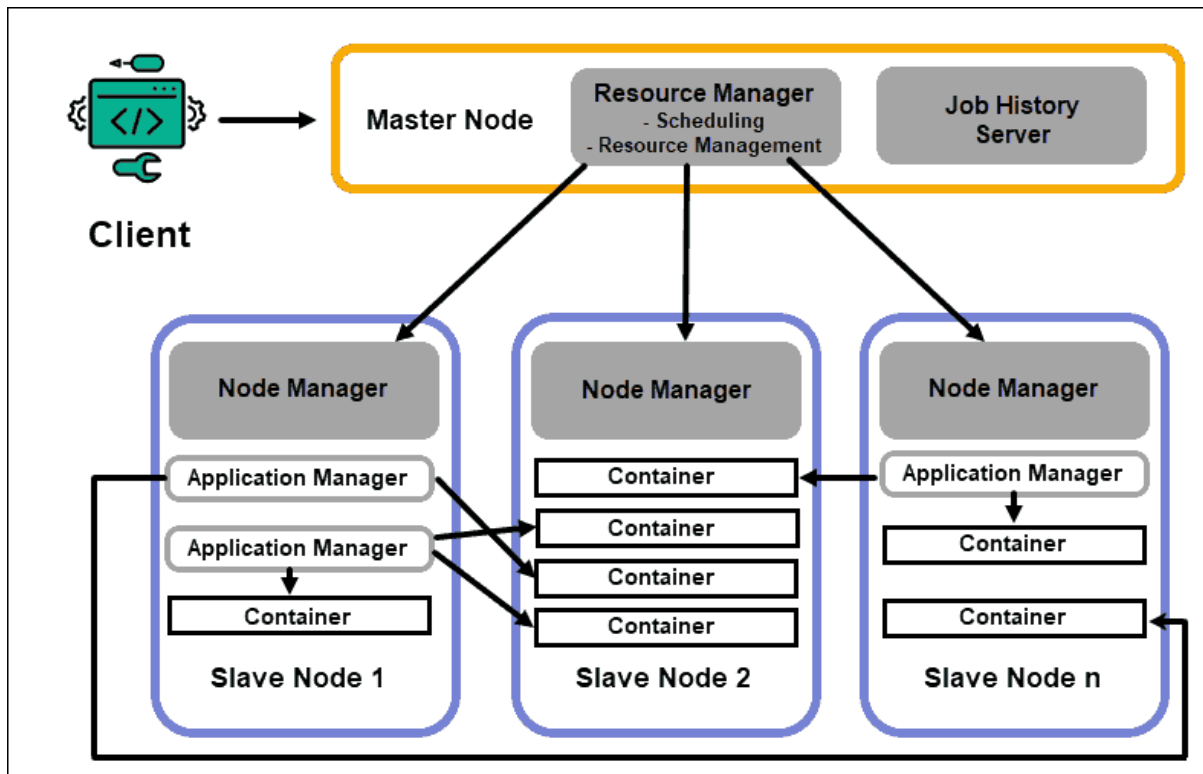 </>
Client
Master Node
Resource Manager
- Scheduling
- Resource Management
Job History
Server
Node Manager
Application Manager
Application Manager
Container
Slave Node 1
Node Manager
Container
Container
Container
Container
Slave Node 2
Node Manager
Application Manager
Container
Container
Slave Node n